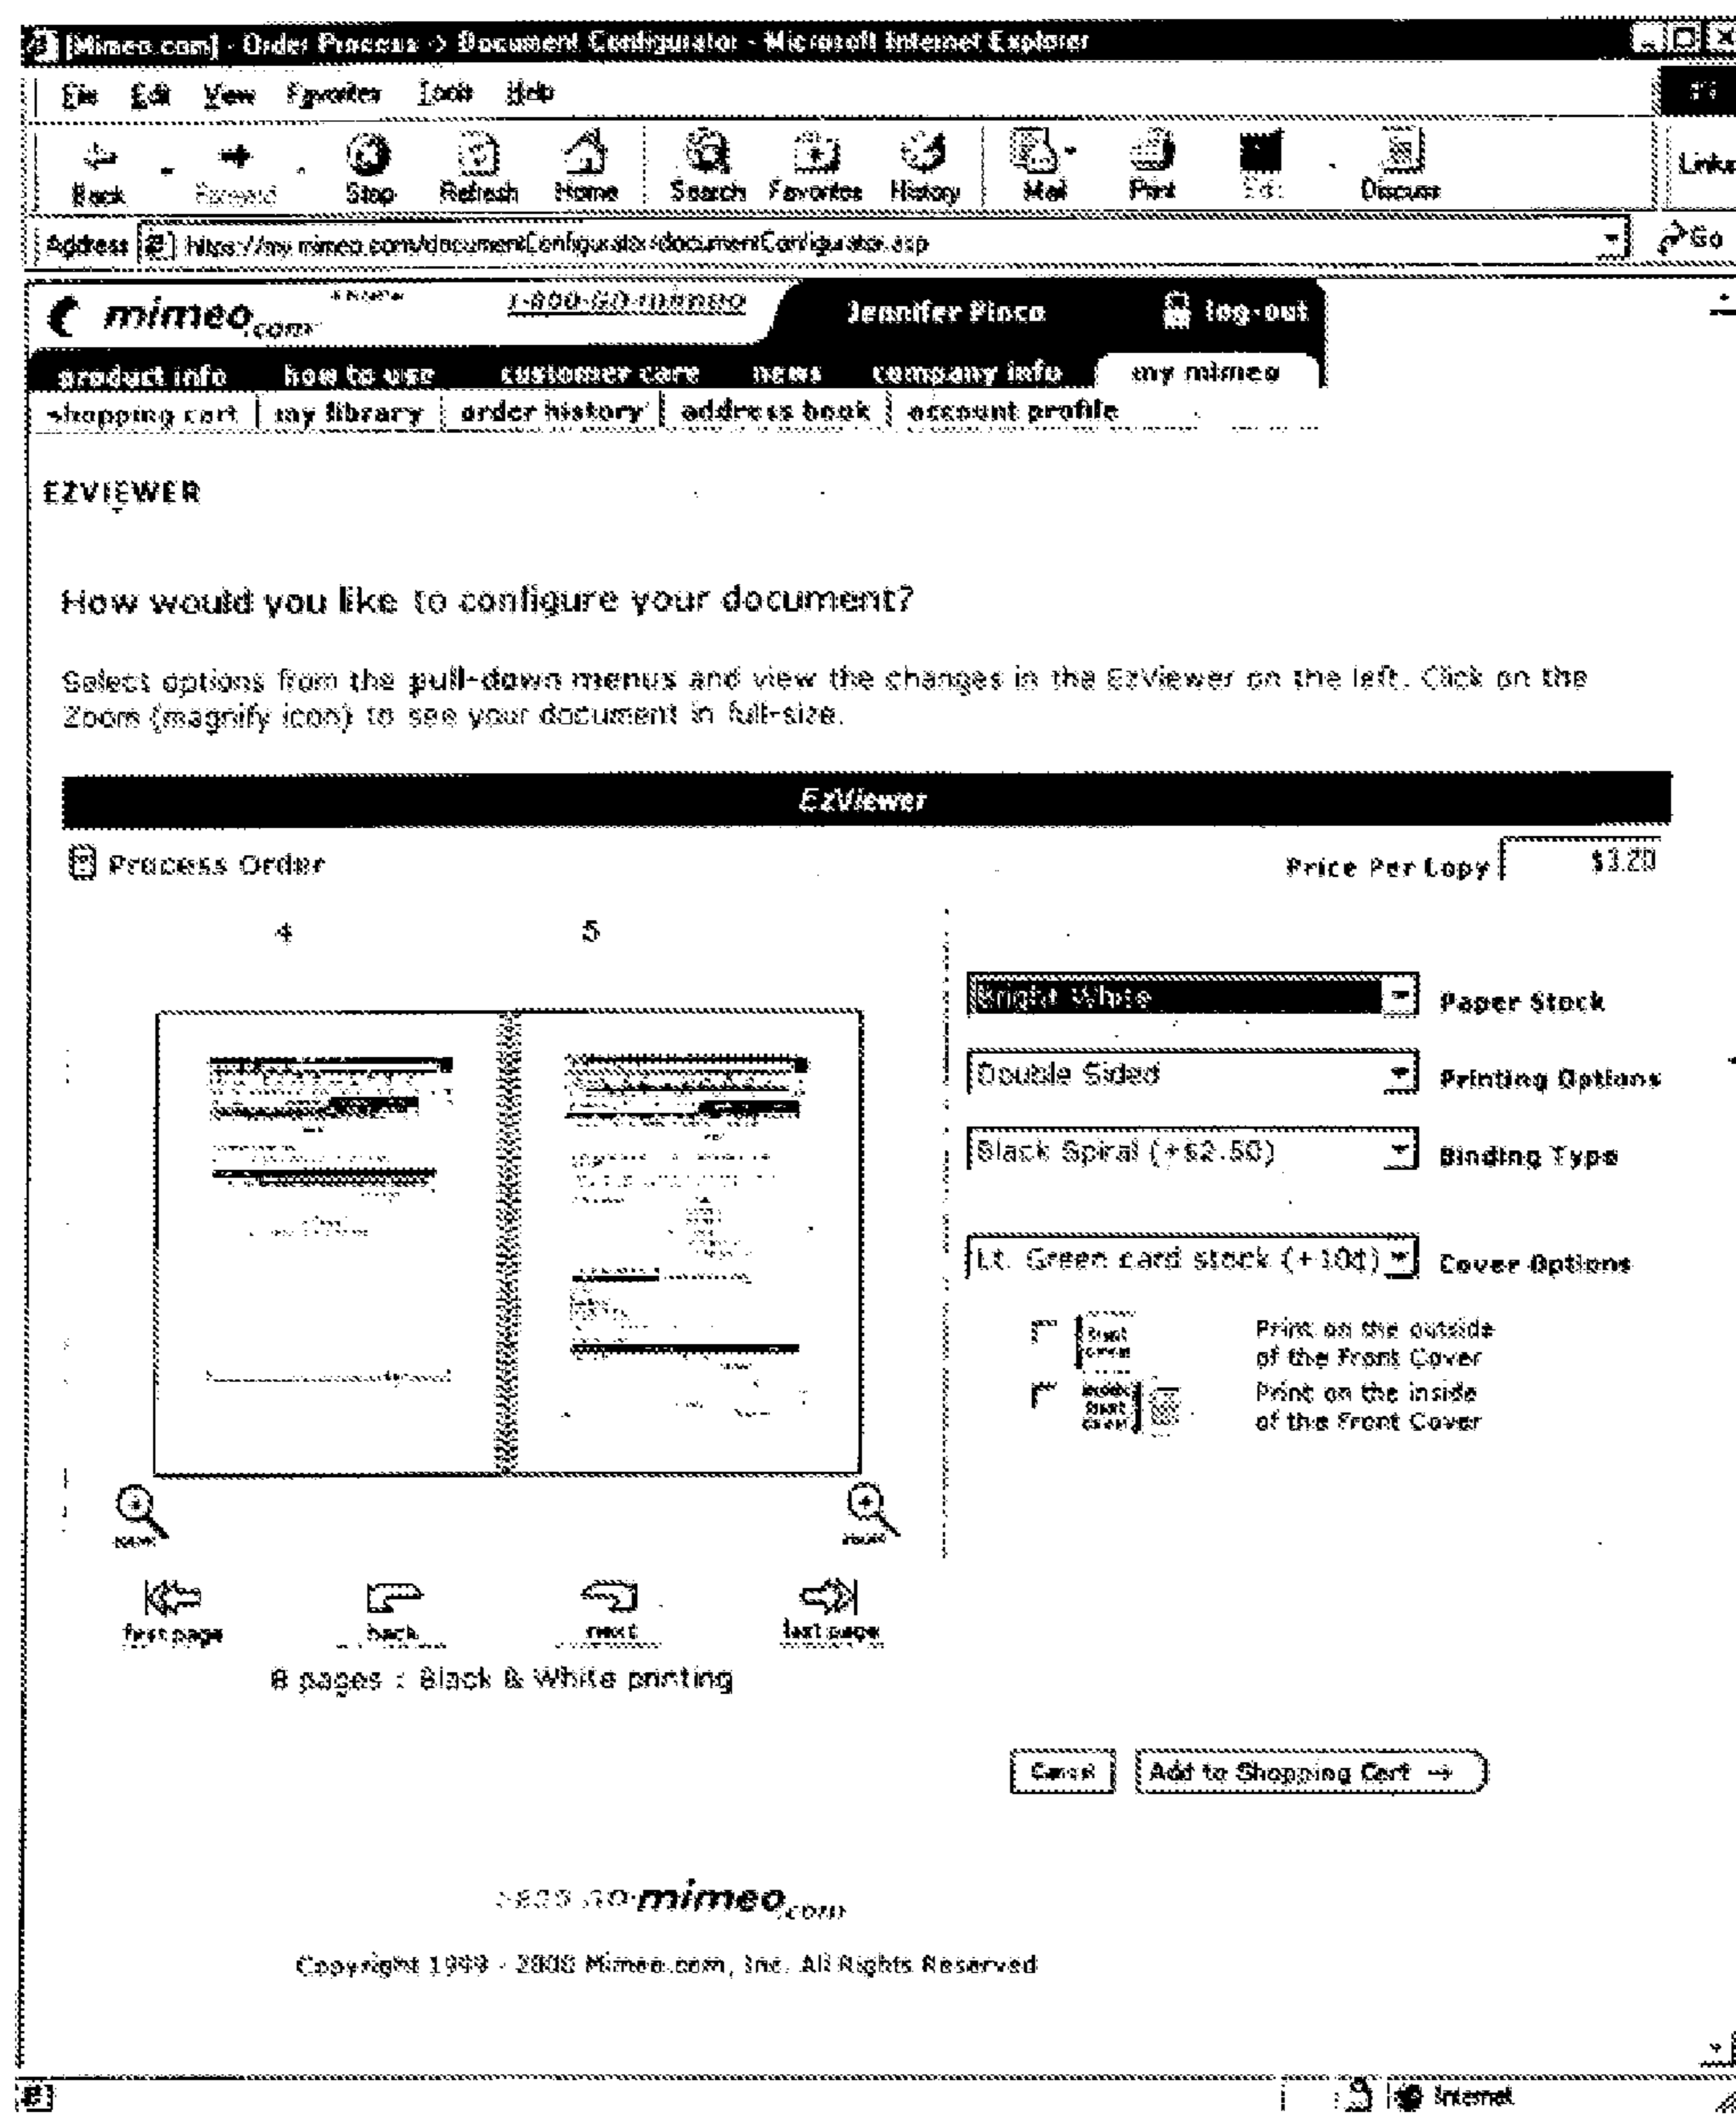 [Mimeo.com] - Order Process -> Document Configurator - Microsoft Internet Explorer
File Edit View Favorites Tools Help
Back Forward Stop Refresh Home Search Favorites History Mail Print Edit Discuss Links
Address https://my.mimeo.com/documentConfigurator/documentConfigurator.asp Go
mimeo.com 1-800-GO-mimeo Jennifer Pinco log-out
product info how to use customer care news company info my mimeo
shopping cart my library order history address book account profile
EZVIEWER
How would you like to configure your document?
Select options from the pull-down menus and view the changes in the EzViewer on the left. Click on the
Zoom (magnify icon) to see your document in full-size.
EzViewer
Process Order Price Per Copy $3.20
4 5
Bright White Paper Stock
Double Sided Printing Options
Black Spiral (+$2.50) Binding Type
Lt. Green card stock (+10¢) Cover Options
Print on the outside
of the Front Cover
Print on the inside
of the Front Cover
zoom zoom
first page back next last page
8 pages : Black & White printing
Cancel Add to Shopping Cart →
mimeo.com
Copyright 1999 - 2000 Mimeo.com, Inc. All Rights Reserved
Internet